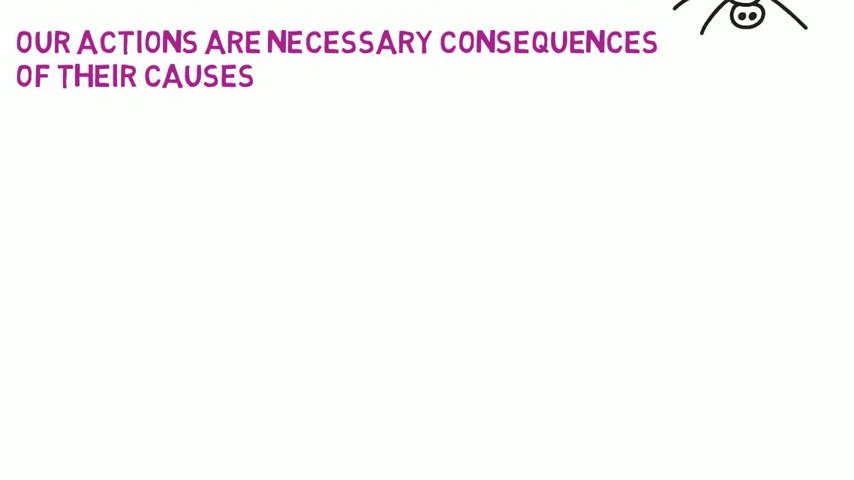 OUR ACTIONS ARE NECESSARY CONSEQUENCES
OF THEIR CAUSES